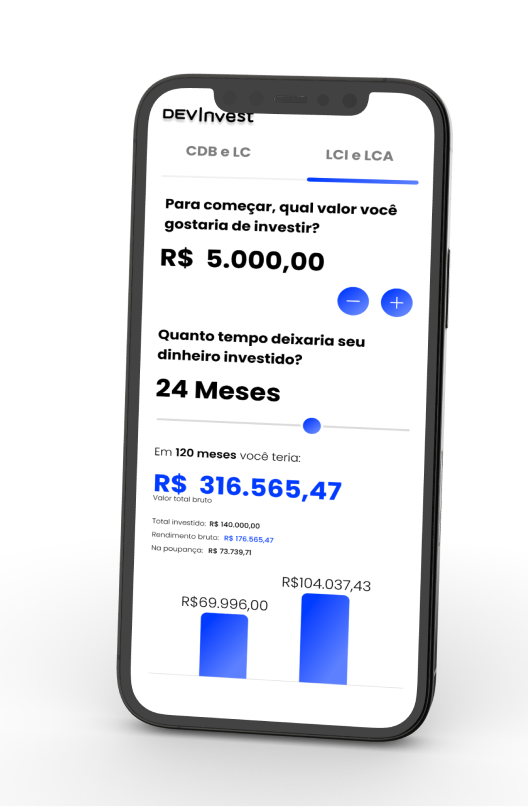 DEVInvest
CDB e LC
LCI e LCA
Para começar, qual valor você
gostaria de investir?
R$ 5.000,00
Quanto tempo deixaria seu
dinheiro investido?
24 Meses
Em 120 meses você teria:
R$ 316.565,47
Valor total bruto
Total investido: R$ 140.000,00
Rendimento bruto: R$ 176.565,47
Na poupança: R$ 73.739,71
R$104.037,43
R$69.996,00